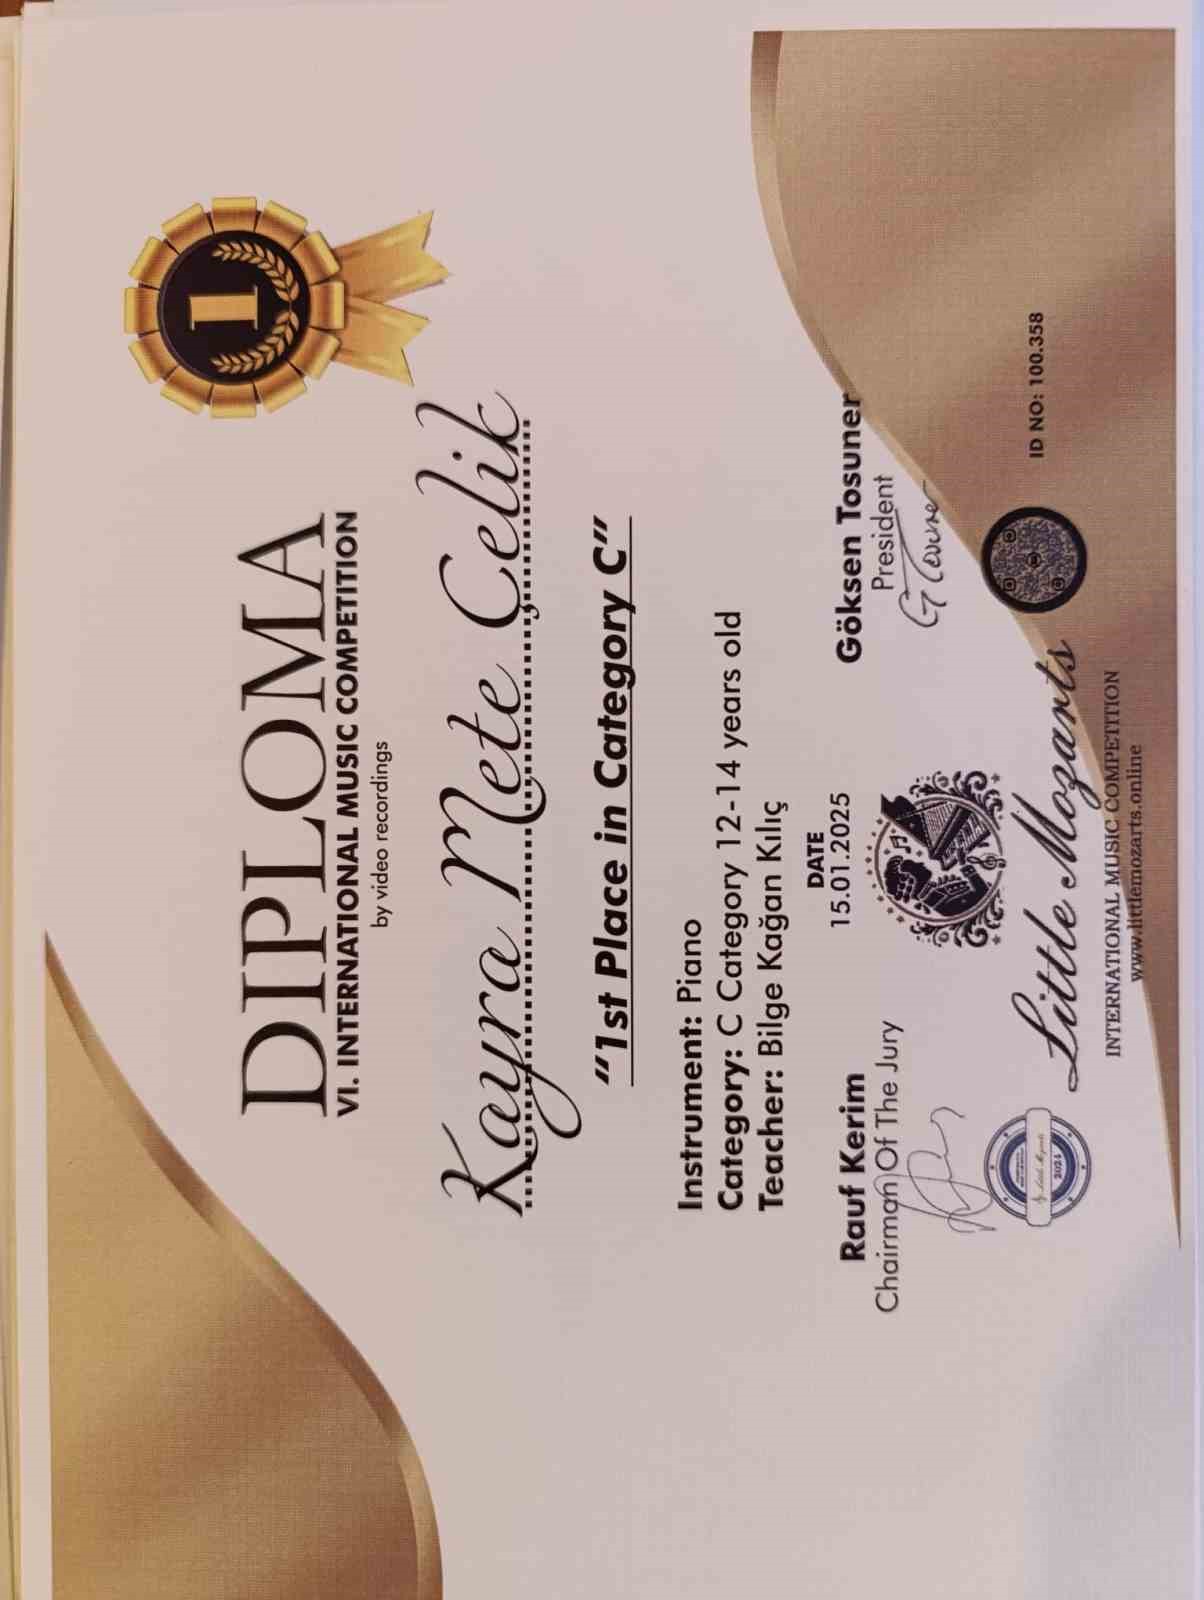 1
DIPLOMA
VI. INTERNATIONAL MUSIC COMPETITION
by video recordings
Kayra Mete Çelik
"1st Place in Category C"
Instrument: Piano
Category: C Category 12-14 years old
Teacher: Bilge Kağan Kılıç
DATE
15.01.2025
Rauf Kerim
Chairman Of The Jury
Göksen Tosuner
President
Little Mozarts
INTERNATIONAL MUSIC COMPETITION
www.littlemozarts.online
2024
ID NO: 100.358